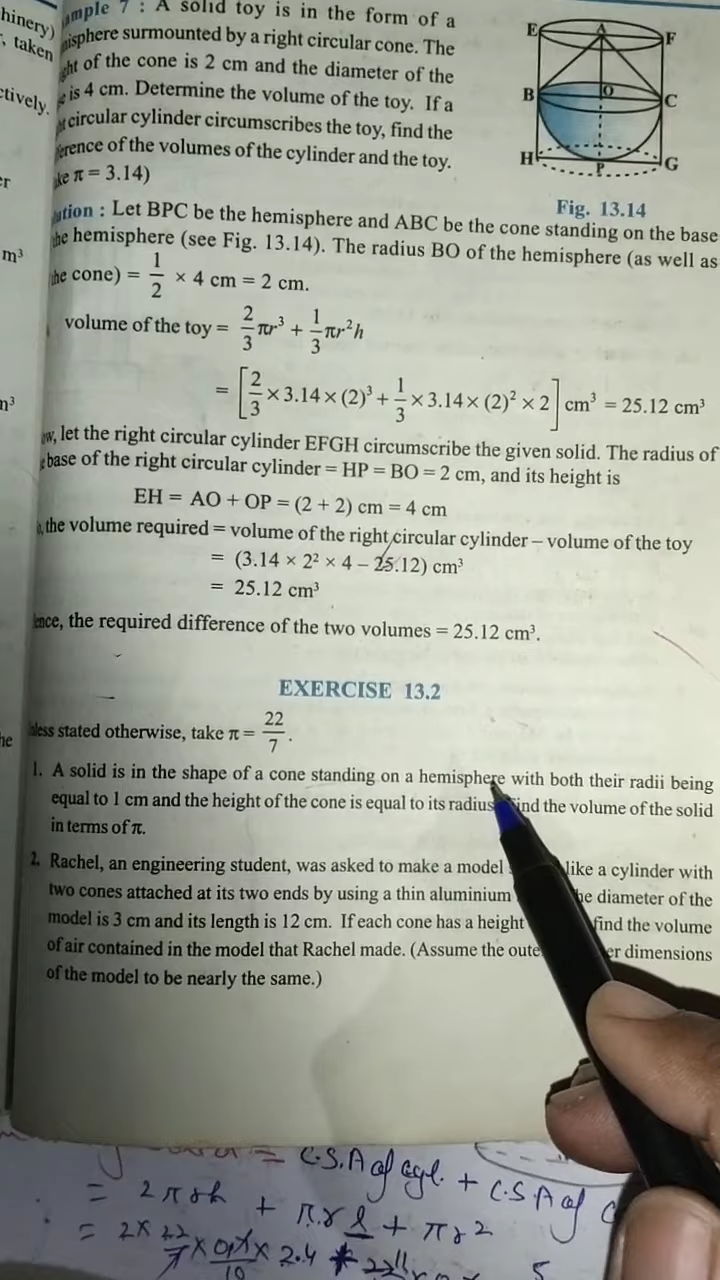 hinery)
, taken
ctively.
er
m³
m³
he
ample 7 : A solid toy is in the form of a
isphere surmounted by a right circular cone. The
ght of the cone is 2 cm and the diameter of the
e is 4 cm. Determine the volume of the toy. If a
t circular cylinder circumscribes the toy, find the
erence of the volumes of the cylinder and the toy.
ke π = 3.14)
E A F
B O C
H P G
Fig. 13.14
ution : Let BPC be the hemisphere and ABC be the cone standing on the base
he hemisphere (see Fig. 13.14). The radius BO of the hemisphere (as well as
he cone) = 1/2 × 4 cm = 2 cm.
volume of the toy = 2/3 πr³ + 1/3 πr²h
= [2/3 × 3.14 × (2)³ + 1/3 × 3.14 × (2)² × 2] cm³ = 25.12 cm³
w, let the right circular cylinder EFGH circumscribe the given solid. The radius of
base of the right circular cylinder = HP = BO = 2 cm, and its height is
EH = AO + OP = (2 + 2) cm = 4 cm
, the volume required = volume of the right circular cylinder – volume of the toy
= (3.14 × 2² × 4 – 25.12) cm³
= 25.12 cm³
ence, the required difference of the two volumes = 25.12 cm³.
EXERCISE 13.2
less stated otherwise, take π = 22/7.
1. A solid is in the shape of a cone standing on a hemisphere with both their radii being
equal to 1 cm and the height of the cone is equal to its radius ind the volume of the solid
in terms of π.
2. Rachel, an engineering student, was asked to make a model like a cylinder with
two cones attached at its two ends by using a thin aluminium he diameter of the
model is 3 cm and its length is 12 cm. If each cone has a height find the volume
of air contained in the model that Rachel made. (Assume the oute er dimensions
of the model to be nearly the same.)
= C.S.A of cyl. + C.S.A of
= 2πrh + πrl + πr2
= 2× 22/7 × 2.4